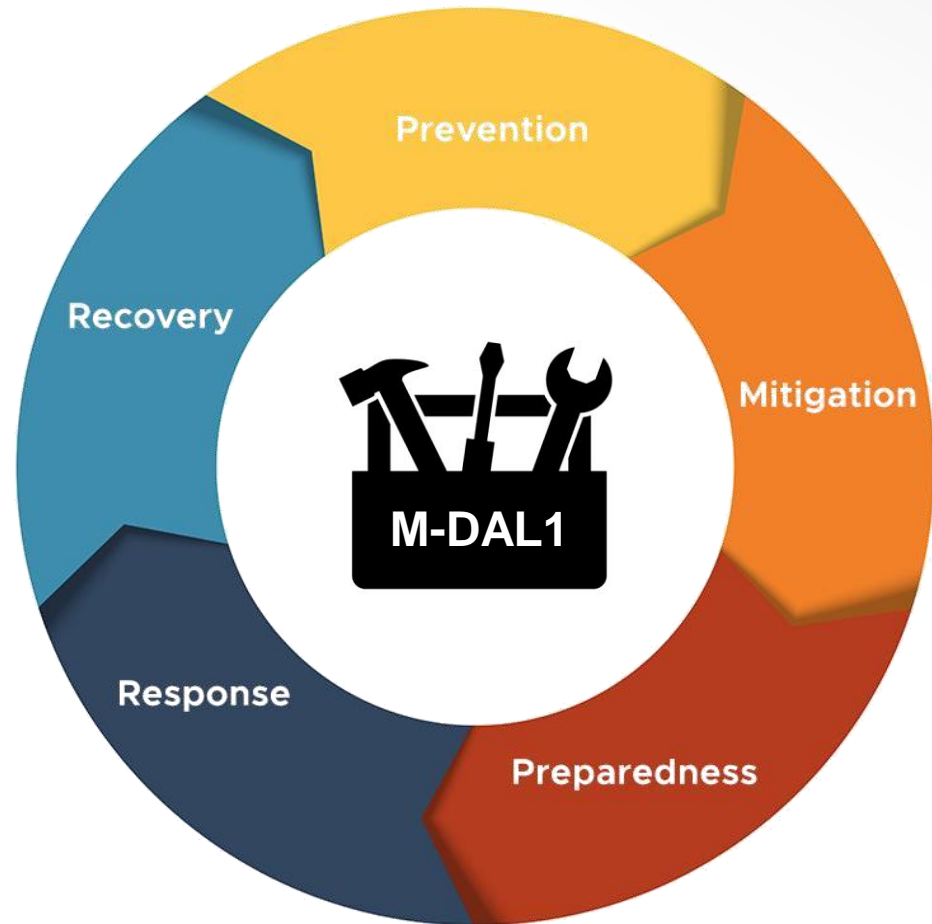 Prevention
Mitigation
Preparedness
Response
Recovery
M-DAL1